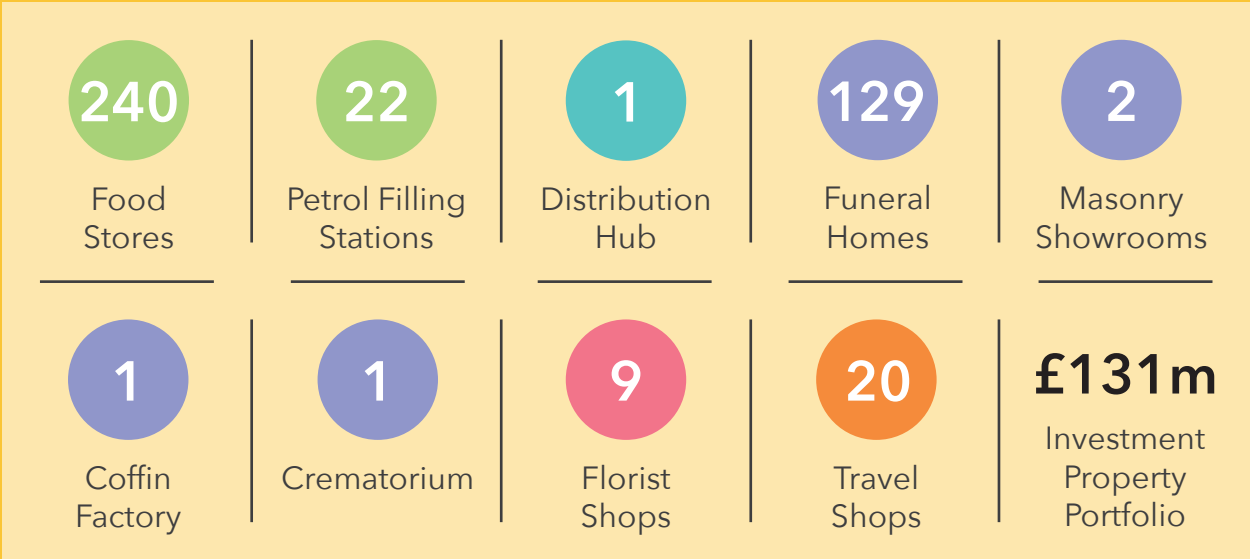 240
Food
Stores
22
Petrol Filling
Stations
1
Distribution
Hub
129
Funeral
Homes
2
Masonry
Showrooms
1
Coffin
Factory
1
Crematorium
9
Florist
Shops
20
Travel
Shops
£131m
Investment
Property
Portfolio